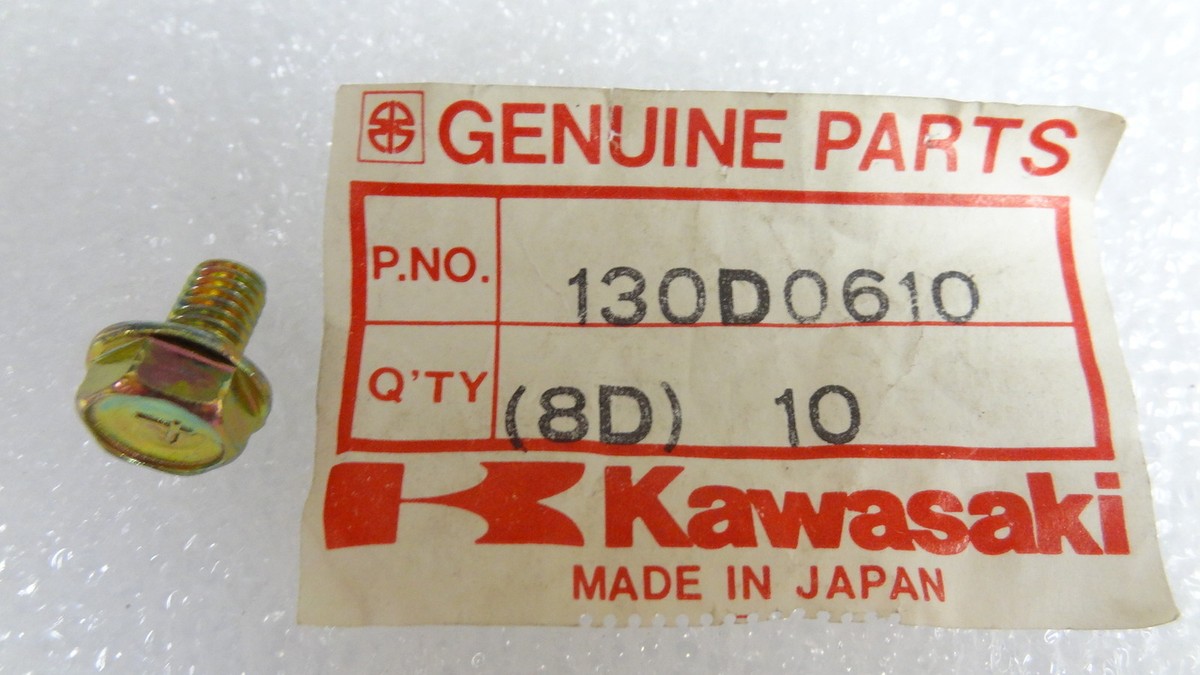 GENUINE PARTS
P.NO. 130D0610
Q'TY (8D) 10
Kawasaki
MADE IN JAPAN